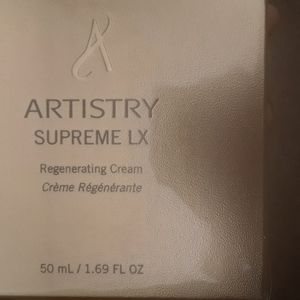 ARTISTRY
SUPREME LX
Regenerating Cream
Crème Régénérante
50 mL / 1.69 FL OZ